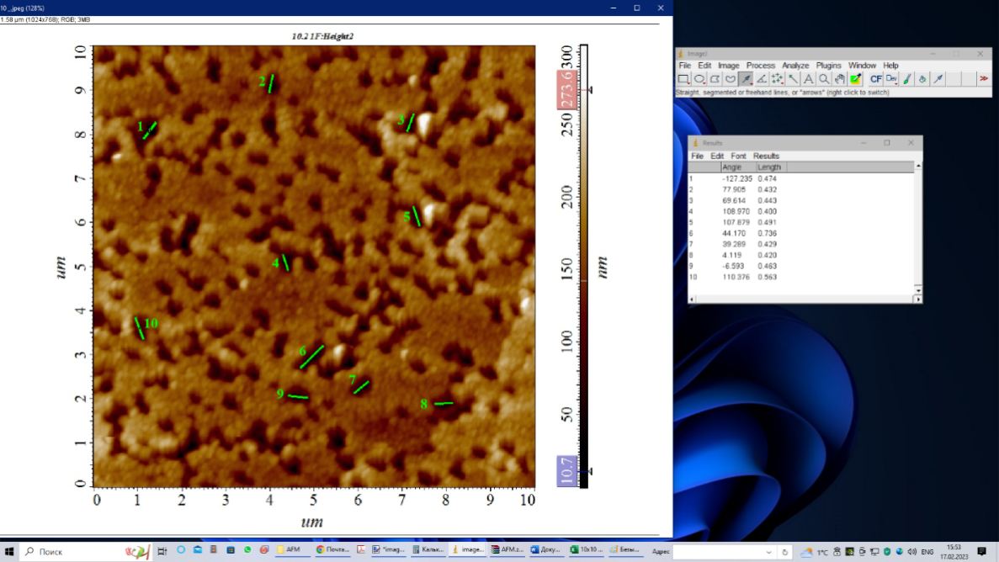 10_.jpeg (128%)
1.58 µm (1024x768); RGB; 3MB
10.2 1F:Height2
10
9
8
7
6
5
4
3
2
1
0
um
0 1 2 3 4 5 6 7 8 9 10
um
1
2
3
4
5
6
7
8
9
10
300
273.6
250
200
150
100
50
10.7
nm
ImageJ
File Edit Image Process Analyze Plugins Window Help
CF Dev
Straight, segmented or freehand lines, or "arrows" (right click to switch)
Results
File Edit Font Results
Angle Length
1 -127.235 0.474
2 77.905 0.432
3 69.614 0.443
4 108.970 0.400
5 107.879 0.491
6 44.170 0.736
7 39.289 0.429
8 4.119 0.420
9 -6.593 0.463
10 110.376 0.563
Поиск
AFM
Почта...
*imag...
Кальк...
image...
AFM.z...
Доку...
10x10 ...
Безы...
Адрес
1°C
ENG
15:53
17.02.2023